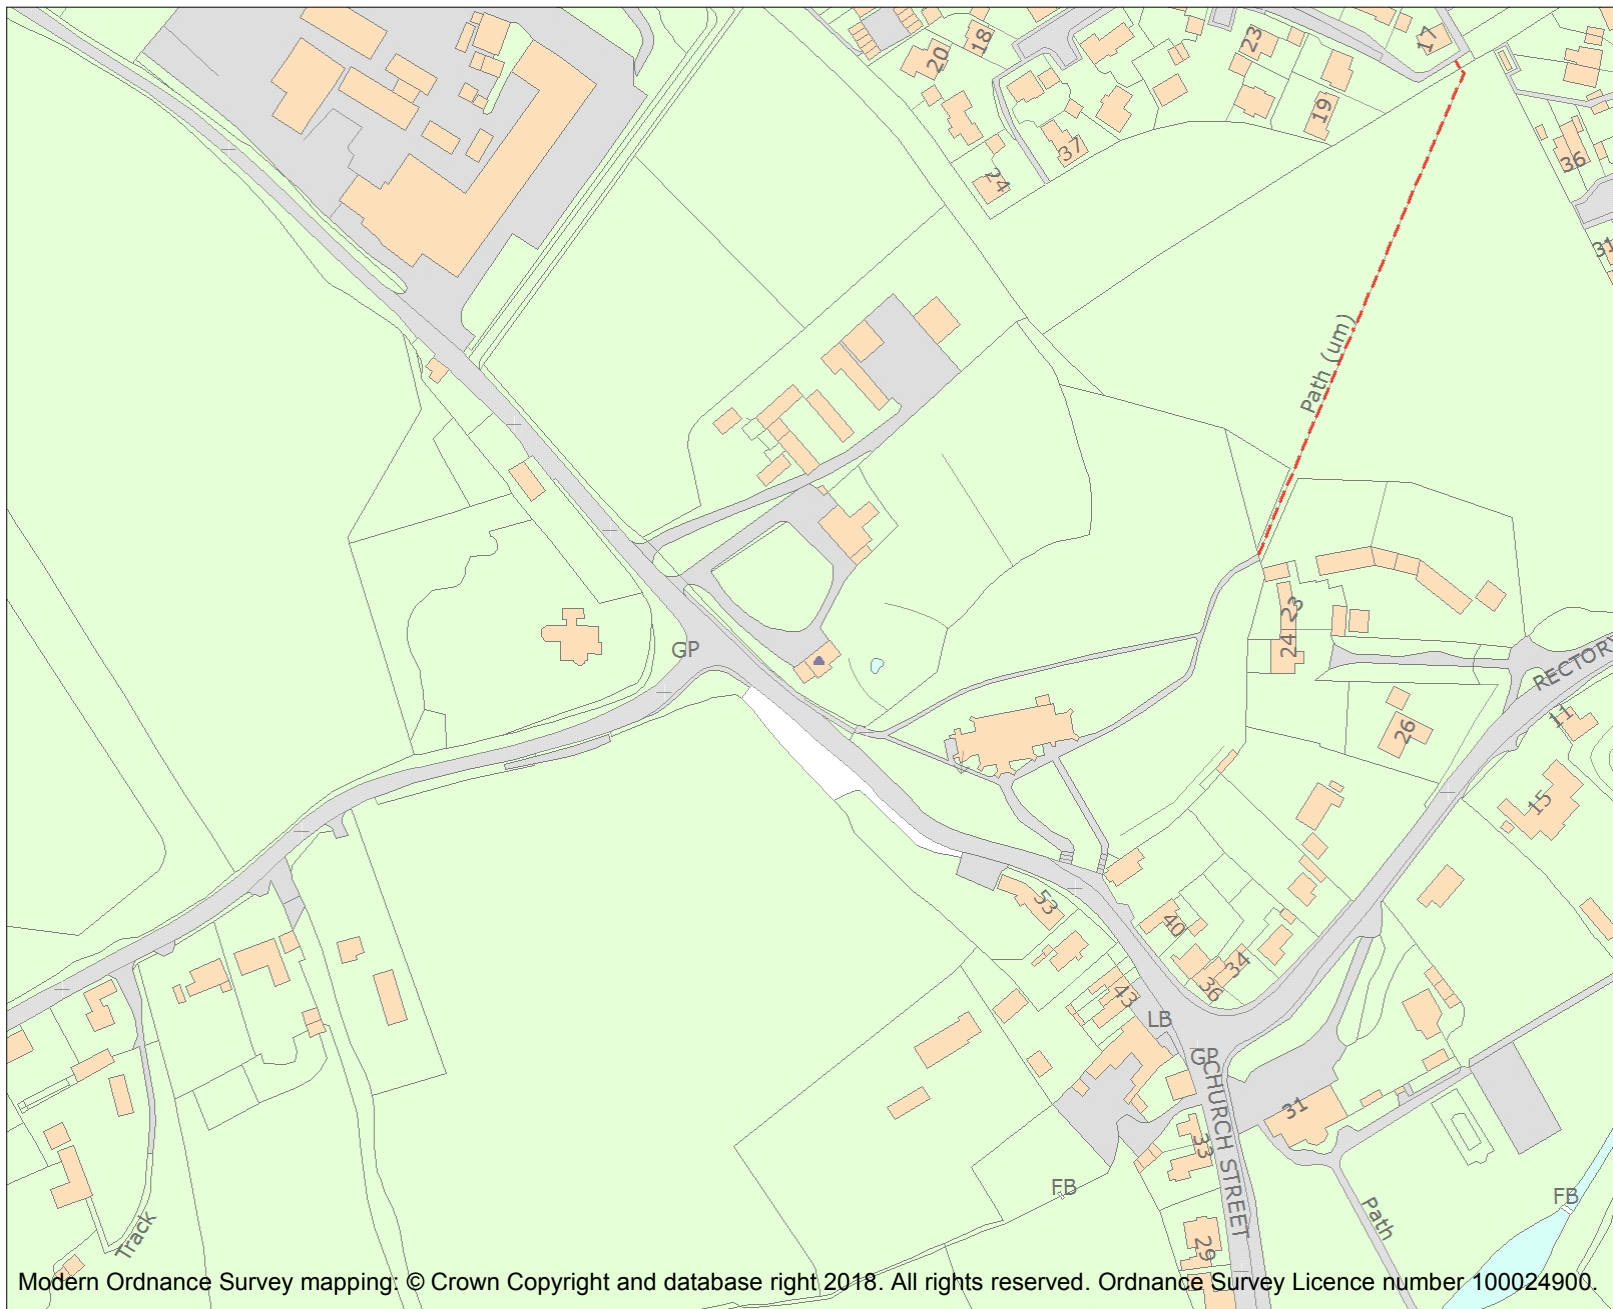 20
18
23
17
19
37
24
36
31
Path (um)
GP
23
24
RECTORY
26
11
15
53
40
34
36
43
LB
GP
CHURCH STREET
31
33
FB
FB
Path
29
Track
Modern Ordnance Survey mapping: © Crown Copyright and database right 2018. All rights reserved. Ordnance Survey Licence number 100024900.